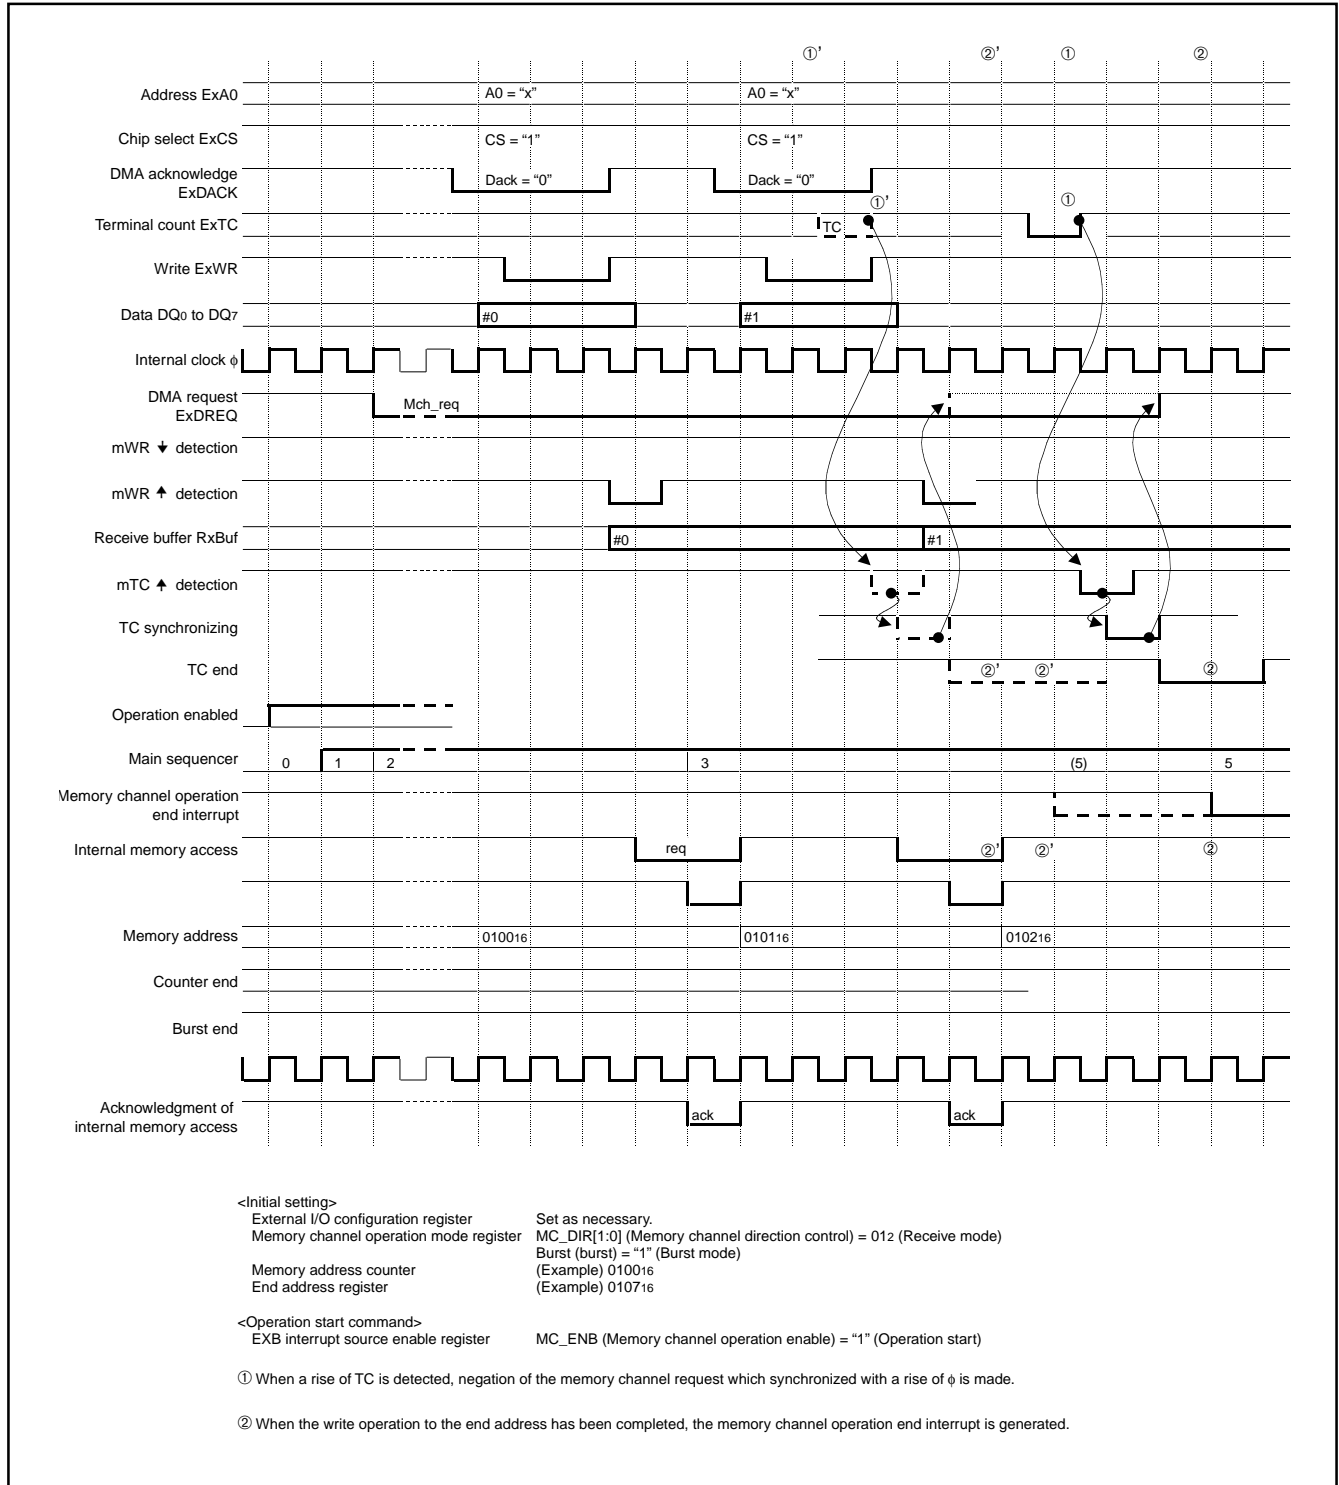 ①’ ②’ ① ②
Address ExA0 A0 = “x” A0 = “x”
Chip select ExCS CS = “1” CS = “1”
DMA acknowledge
ExDACK Dack = “0” Dack = “0”
①’ ①
Terminal count ExTC TC
Write ExWR
Data DQ0 to DQ7 #0 #1
Internal clock ϕ
DMA request
ExDREQ Mch_req
mWR detection
mWR detection
Receive buffer RxBuf #0 #1
mTC detection
TC synchronizing
TC end ②’ ②’ ②
Operation enabled
Main sequencer 0 1 2 3 (5) 5
Memory channel operation
end interrupt
Internal memory access req ②’ ②’ ②
Memory address 010016 010116 010216
Counter end
Burst end
Acknowledgment of
internal memory access ack ack
<Initial setting>
External I/O configuration register Set as necessary.
Memory channel operation mode register MC_DIR[1:0] (Memory channel direction control) = 012 (Receive mode)
Burst (burst) = “1” (Burst mode)
Memory address counter (Example) 010016
End address register (Example) 010716
<Operation start command>
EXB interrupt source enable register MC_ENB (Memory channel operation enable) = “1” (Operation start)
① When a rise of TC is detected, negation of the memory channel request which synchronized with a rise of ϕ is made.
② When the write operation to the end address has been completed, the memory channel operation end interrupt is generated.